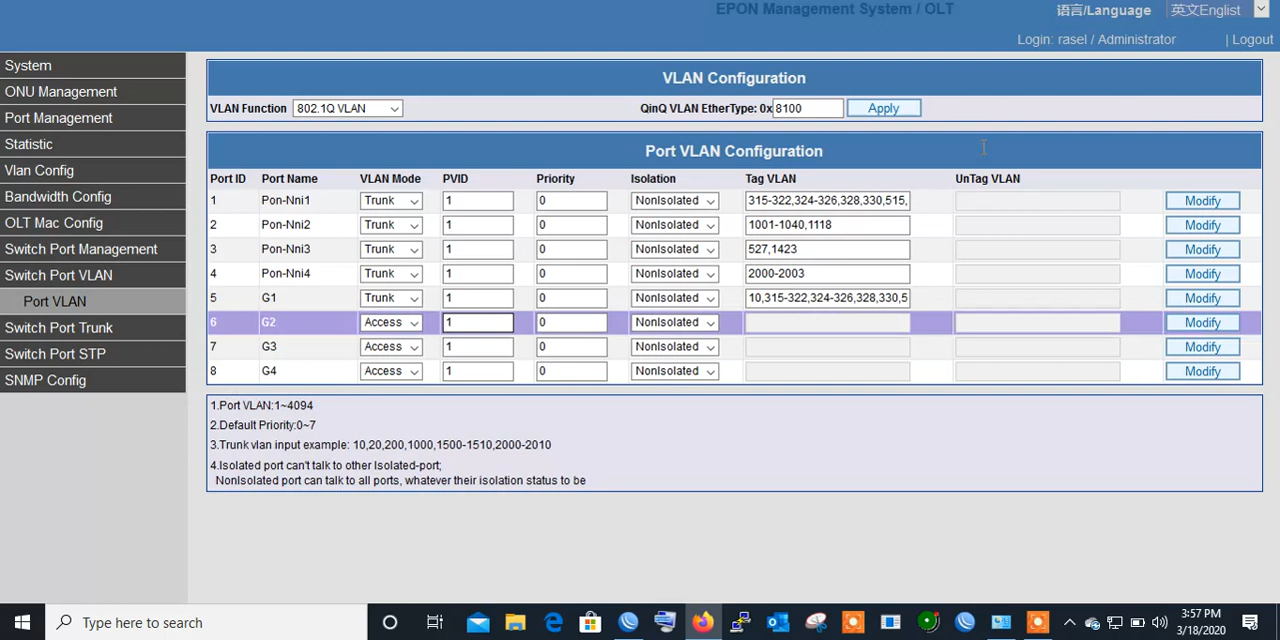 EPON Management System / OLT
语言/Language 英文Englist
Login: rasel / Administrator | Logout
System
ONU Management
Port Management
Statistic
Vlan Config
Bandwidth Config
OLT Mac Config
Switch Port Management
Switch Port VLAN
Port VLAN
Switch Port Trunk
Switch Port STP
SNMP Config
VLAN Configuration
VLAN Function 802.1Q VLAN QinQ VLAN EtherType: 0x 8100 Apply
Port VLAN Configuration
Port ID Port Name VLAN Mode PVID Priority Isolation Tag VLAN UnTag VLAN
1 Pon-Nni1 Trunk 1 0 NonIsolated 315-322,324-326,328,330,515, Modify
2 Pon-Nni2 Trunk 1 0 NonIsolated 1001-1040,1118 Modify
3 Pon-Nni3 Trunk 1 0 NonIsolated 527,1423 Modify
4 Pon-Nni4 Trunk 1 0 NonIsolated 2000-2003 Modify
5 G1 Trunk 1 0 NonIsolated 10,315-322,324-326,328,330,5 Modify
6 G2 Access 1 0 NonIsolated Modify
7 G3 Access 1 0 NonIsolated Modify
8 G4 Access 1 0 NonIsolated Modify
1.Port VLAN:1~4094
2.Default Priority:0~7
3.Trunk vlan input example: 10,20,200,1000,1500-1510,2000-2010
4.Isolated port can't talk to other Isolated-port;
NonIsolated port can talk to all ports, whatever their isolation status to be
Type here to search
3:57 PM
3/18/2020